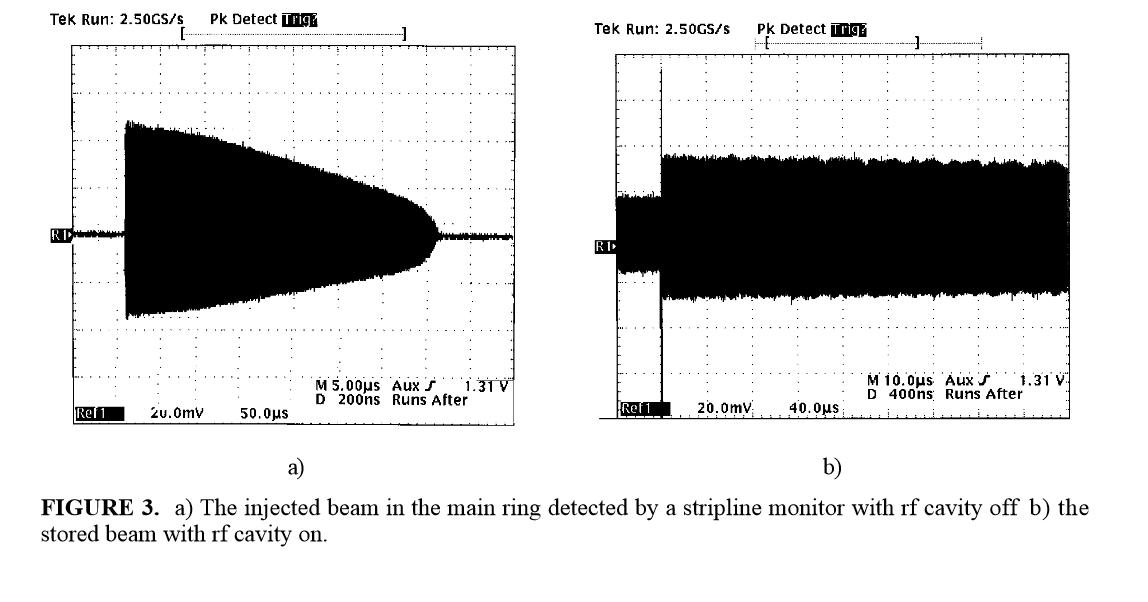 Tek Run: 2.50GS/s Pk Detect Trig?
R1
M 5.00µs Aux ƒ 1.31 V
D 200ns Runs After
Ref1 20.0mV 50.0µs
a)
Tek Run: 2.50GS/s Pk Detect Trig?
R1
M 10.0µs Aux ƒ 1.31 V
D 400ns Runs After
Ref1 20.0mV 40.0µs
b)
FIGURE 3. a) The injected beam in the main ring detected by a stripline monitor with rf cavity off b) the
stored beam with rf cavity on.